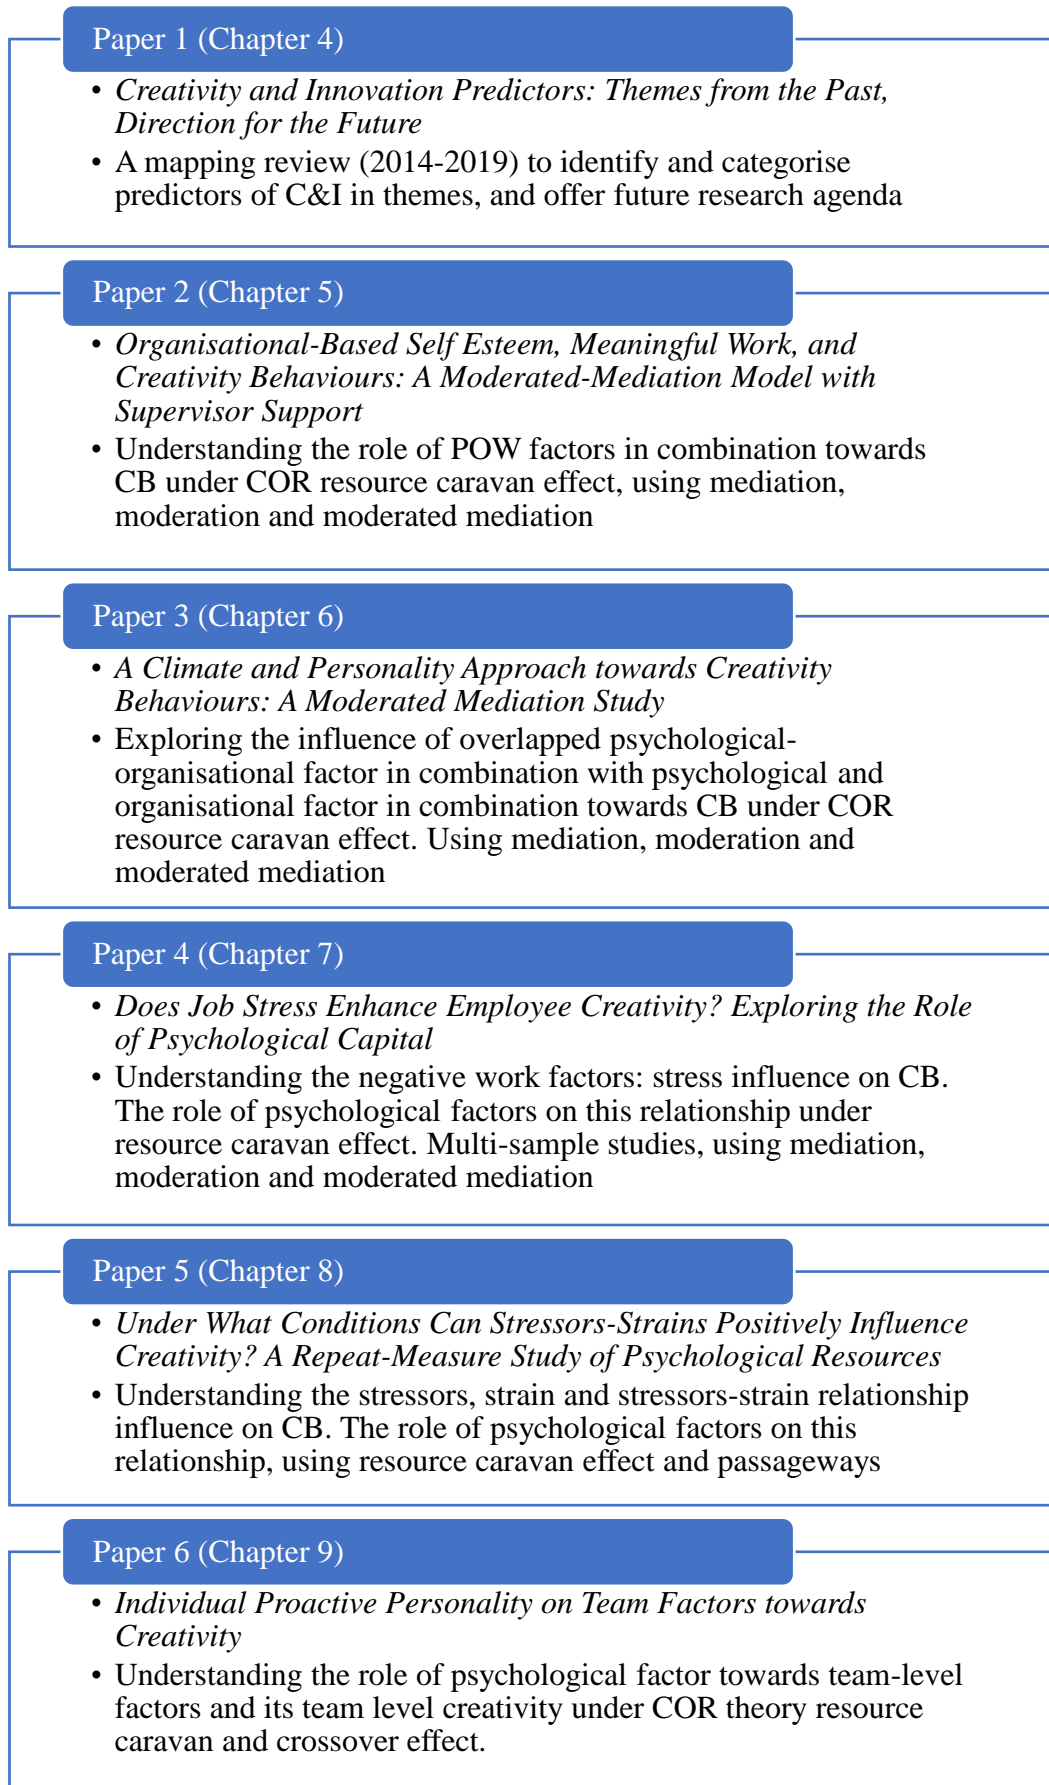 Paper 1 (Chapter 4)
• Creativity and Innovation Predictors: Themes from the Past,
Direction for the Future
• A mapping review (2014-2019) to identify and categorise
predictors of C&I in themes, and offer future research agenda
Paper 2 (Chapter 5)
• Organisational-Based Self Esteem, Meaningful Work, and
Creativity Behaviours: A Moderated-Mediation Model with
Supervisor Support
• Understanding the role of POW factors in combination towards
CB under COR resource caravan effect, using mediation,
moderation and moderated mediation
Paper 3 (Chapter 6)
• A Climate and Personality Approach towards Creativity
Behaviours: A Moderated Mediation Study
• Exploring the influence of overlapped psychological-
organisational factor in combination with psychological and
organisational factor in combination towards CB under COR
resource caravan effect. Using mediation, moderation and
moderated mediation
Paper 4 (Chapter 7)
• Does Job Stress Enhance Employee Creativity? Exploring the Role
of Psychological Capital
• Understanding the negative work factors: stress influence on CB.
The role of psychological factors on this relationship under
resource caravan effect. Multi-sample studies, using mediation,
moderation and moderated mediation
Paper 5 (Chapter 8)
• Under What Conditions Can Stressors-Strains Positively Influence
Creativity? A Repeat-Measure Study of Psychological Resources
• Understanding the stressors, strain and stressors-strain relationship
influence on CB. The role of psychological factors on this
relationship, using resource caravan effect and passageways
Paper 6 (Chapter 9)
• Individual Proactive Personality on Team Factors towards
Creativity
• Understanding the role of psychological factor towards team-level
factors and its team level creativity under COR theory resource
caravan and crossover effect.